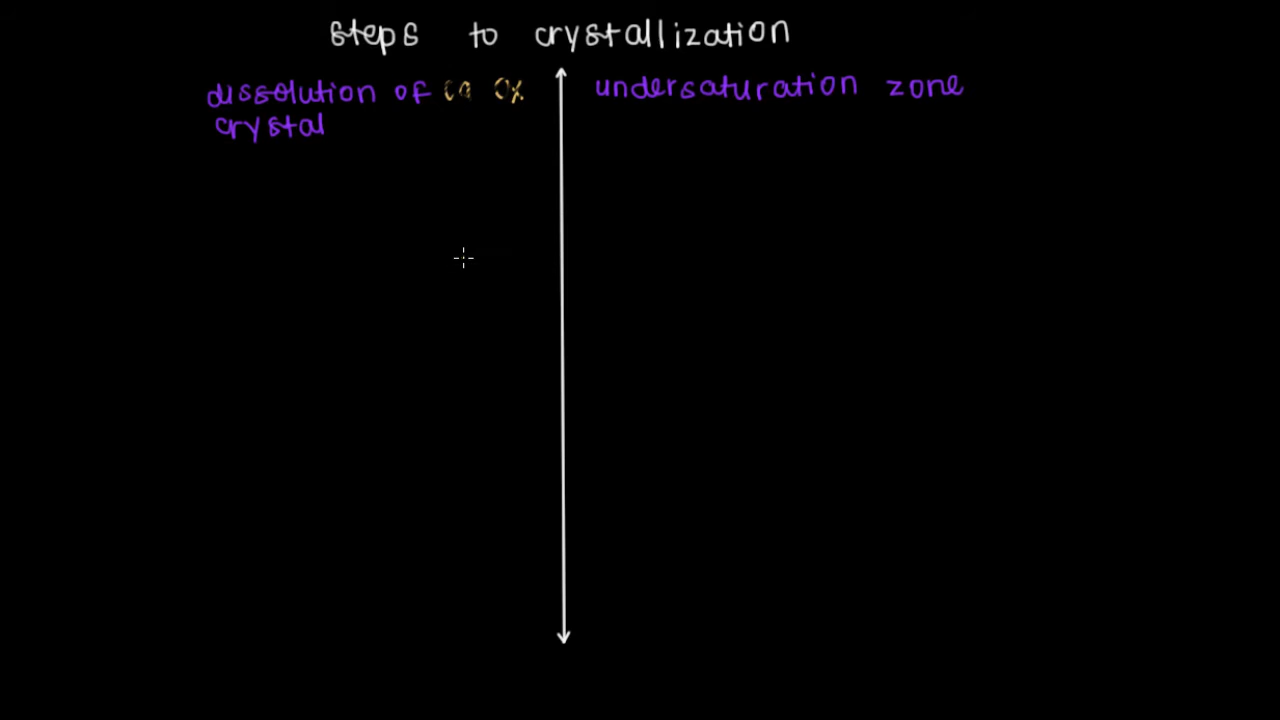 steps to crystallization
dissolution of ca Ox
crystal
undersaturation zone